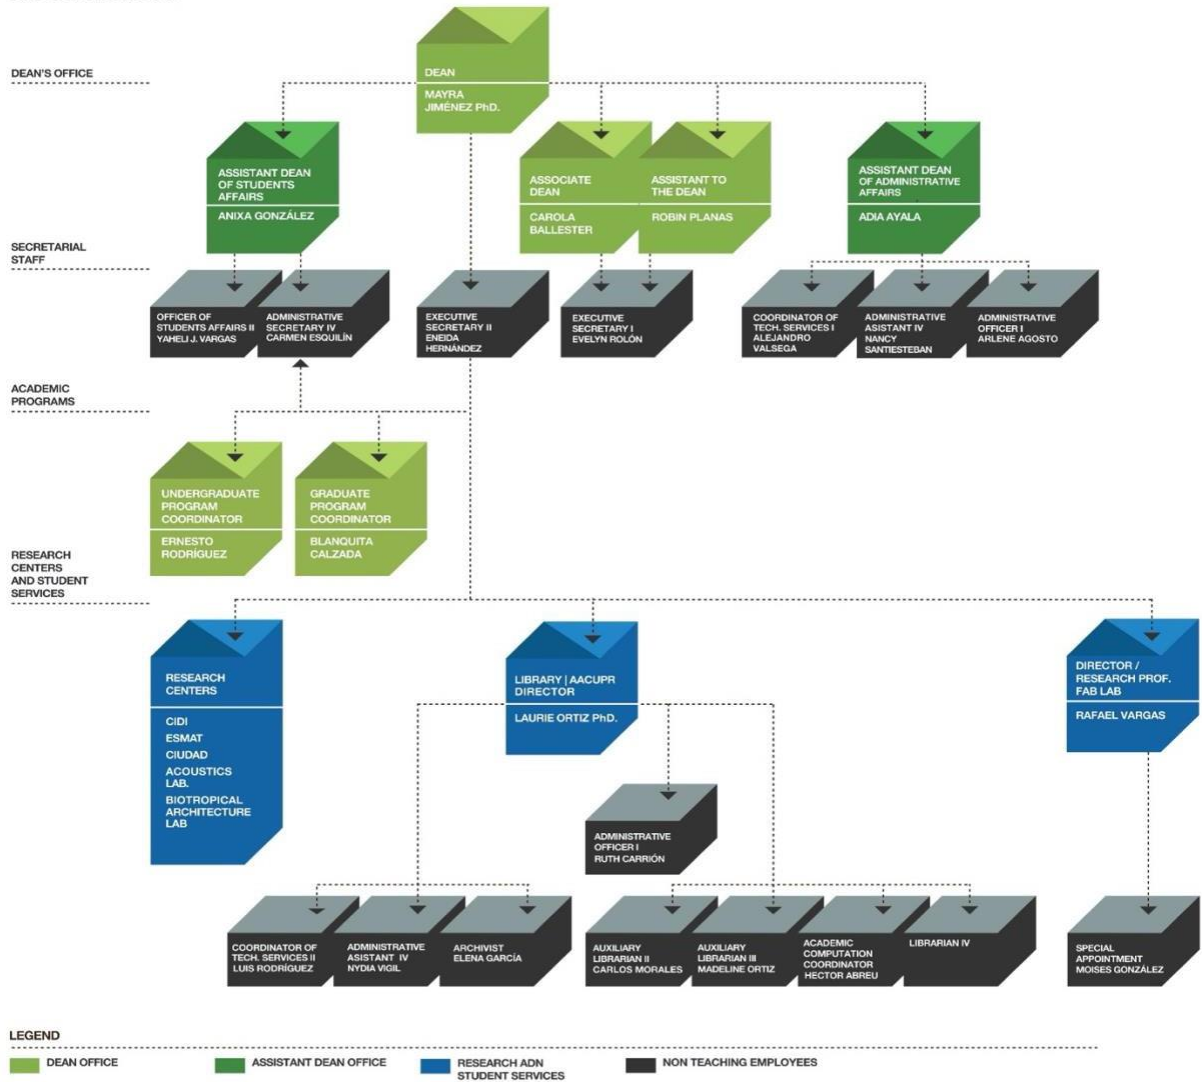 DEAN'S OFFICE
DEAN
MAYRA
JIMÉNEZ PhD.
ASSISTANT DEAN
OF STUDENTS
AFFAIRS
ANIXA GONZÁLEZ
ASSOCIATE
DEAN
CAROLA
BALLESTER
ASSISTANT TO
THE DEAN
ROBIN PLANAS
ASSISTANT DEAN
OF ADMINISTRATIVE
AFFAIRS
ADIA AYALA
SECRETARIAL
STAFF
OFFICER OF
STUDENTS AFFAIRS II
YAHELI J. VARGAS
ADMINISTRATIVE
SECRETARY IV
CARMEN ESQUILÍN
EXECUTIVE
SECRETARY II
ENEIDA
HERNÁNDEZ
EXECUTIVE
SECRETARY I
EVELYN ROLÓN
COORDINATOR OF
TECH. SERVICES I
ALEJANDRO
VALSEGA
ADMINISTRATIVE
ASISTANT IV
NANCY
SANTIESTEBAN
ADMINISTRATIVE
OFFICER I
ARLENE AGOSTO
ACADEMIC
PROGRAMS
UNDERGRADUATE
PROGRAM
COORDINATOR
ERNESTO
RODRÍGUEZ
GRADUATE
PROGRAM
COORDINATOR
BLANQUITA
CALZADA
RESEARCH
CENTERS
AND STUDENT
SERVICES
RESEARCH
CENTERS
CIDI
ESMAT
CIUDAD
ACOUSTICS
LAB.
BIOTROPICAL
ARCHITECTURE
LAB
LIBRARY | AACUPR
DIRECTOR
LAURIE ORTIZ PhD.
DIRECTOR /
RESEARCH PROF.
FAB LAB
RAFAEL VARGAS
ADMINISTRATIVE
OFFICER I
RUTH CARRIÓN
COORDINATOR OF
TECH. SERVICES II
LUIS RODRÍGUEZ
ADMINISTRATIVE
ASISTANT IV
NYDIA VIGIL
ARCHIVIST
ELENA GARCÍA
AUXILIARY
LIBRARIAN II
CARLOS MORALES
AUXILIARY
LIBRARIAN III
MADELINE ORTIZ
ACADEMIC
COMPUTATION
COORDINATOR
HECTOR ABREU
LIBRARIAN IV
SPECIAL
APPOINTMENT
MOISES GONZÁLEZ
LEGEND
DEAN OFFICE
ASSISTANT DEAN OFFICE
RESEARCH ADN
STUDENT SERVICES
NON TEACHING EMPLOYEES